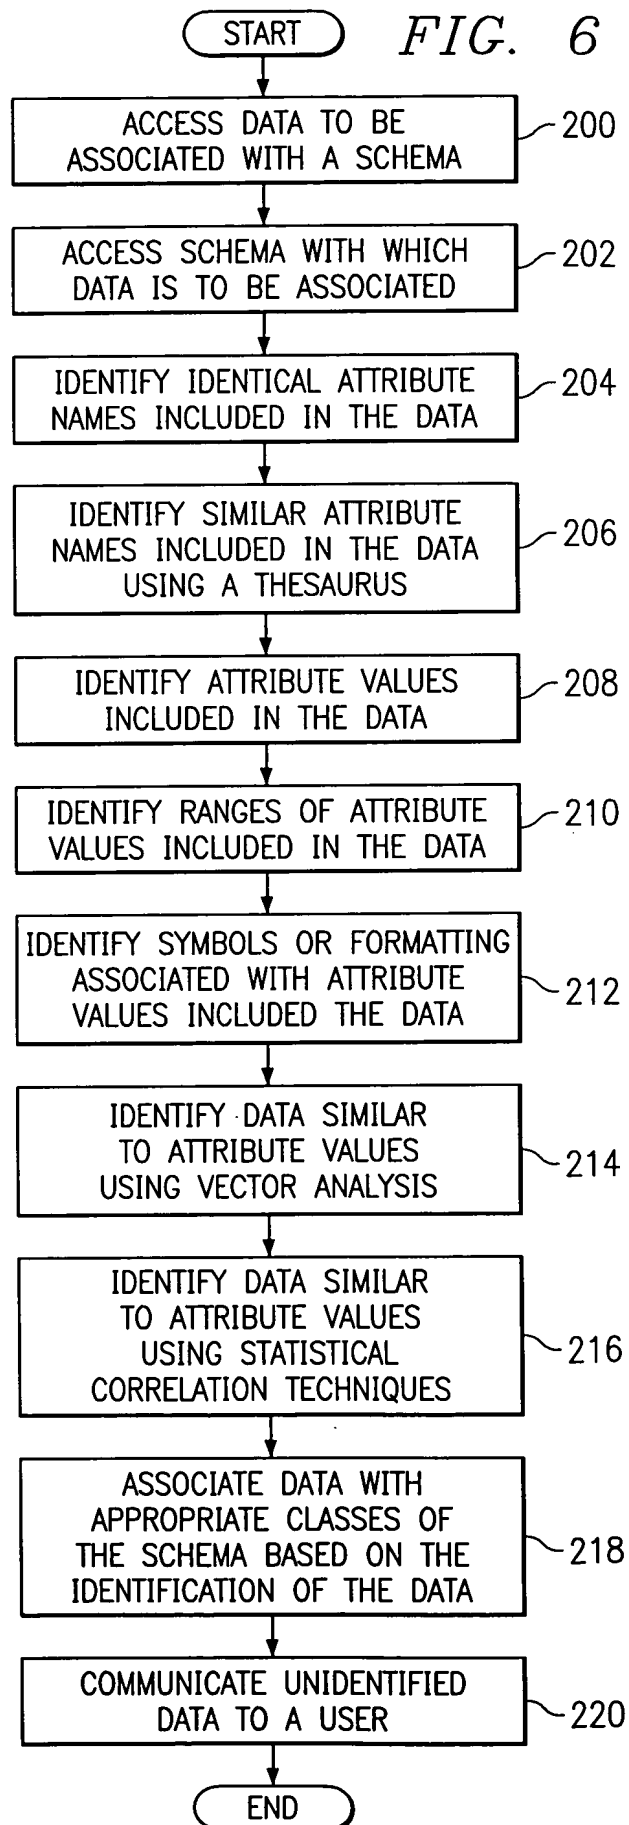 START
FIG. 6
ACCESS DATA TO BE
ASSOCIATED WITH A SCHEMA
200
ACCESS SCHEMA WITH WHICH
DATA IS TO BE ASSOCIATED
202
IDENTIFY IDENTICAL ATTRIBUTE
NAMES INCLUDED IN THE DATA
204
IDENTIFY SIMILAR ATTRIBUTE
NAMES INCLUDED IN THE DATA
USING A THESAURUS
206
IDENTIFY ATTRIBUTE VALUES
INCLUDED IN THE DATA
208
IDENTIFY RANGES OF ATTRIBUTE
VALUES INCLUDED IN THE DATA
210
IDENTIFY SYMBOLS OR FORMATTING
ASSOCIATED WITH ATTRIBUTE
VALUES INCLUDED THE DATA
212
IDENTIFY DATA SIMILAR
TO ATTRIBUTE VALUES
USING VECTOR ANALYSIS
214
IDENTIFY DATA SIMILAR
TO ATTRIBUTE VALUES
USING STATISTICAL
CORRELATION TECHNIQUES
216
ASSOCIATE DATA WITH
APPROPRIATE CLASSES OF
THE SCHEMA BASED ON THE
IDENTIFICATION OF THE DATA
218
COMMUNICATE UNIDENTIFIED
DATA TO A USER
220
END